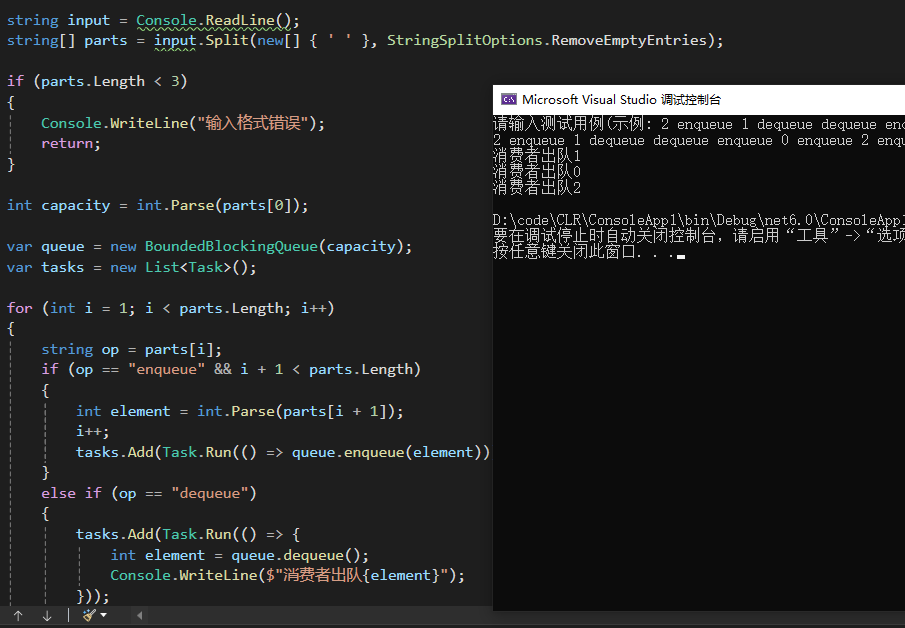 string input = Console.ReadLine();
string[] parts = input.Split(new[] { ' ' }, StringSplitOptions.RemoveEmptyEntries);
if (parts.Length < 3)
{
Console.WriteLine("输入格式错误");
return;
}
int capacity = int.Parse(parts[0]);
var queue = new BoundedBlockingQueue(capacity);
var tasks = new List<Task>();
for (int i = 1; i < parts.Length; i++)
{
string op = parts[i];
if (op == "enqueue" && i + 1 < parts.Length)
{
int element = int.Parse(parts[i + 1]);
i++;
tasks.Add(Task.Run(() => queue.enqueue(element))
}
else if (op == "dequeue")
{
tasks.Add(Task.Run(() => {
int element = queue.dequeue();
Console.WriteLine($"消费者出队{element}");
}));
Microsoft Visual Studio 调试控制台
请输入测试用例(示例: 2 enqueue 1 dequeue dequeue enq
2 enqueue 1 dequeue dequeue enqueue 0 enqueue 2 enqu
消费者出队1
消费者出队0
消费者出队2
D:\code\CLR\ConsoleApp1\bin\Debug\net6.0\ConsoleApp1
要在调试停止时自动关闭控制台，请启用“工具”->“选项
按任意键关闭此窗口. . .